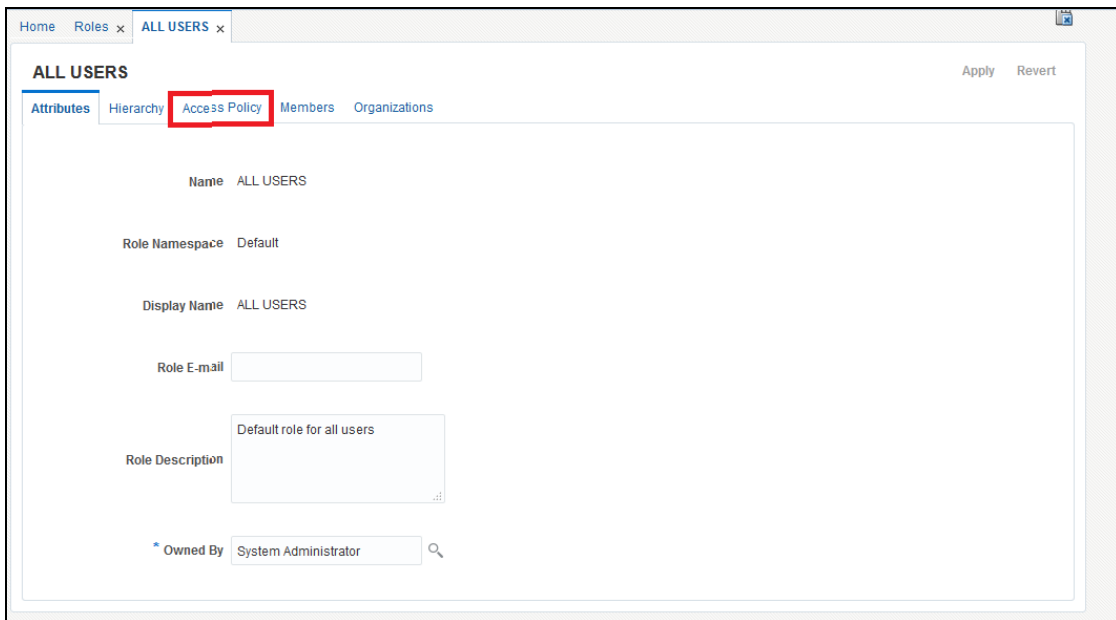 Home Roles x ALL USERS x
ALL USERS Apply Revert
Attributes Hierarchy Access Policy Members Organizations
Name ALL USERS
Role Namespace Default
Display Name ALL USERS
Role E-mail
Default role for all users
Role Description
* Owned By System Administrator